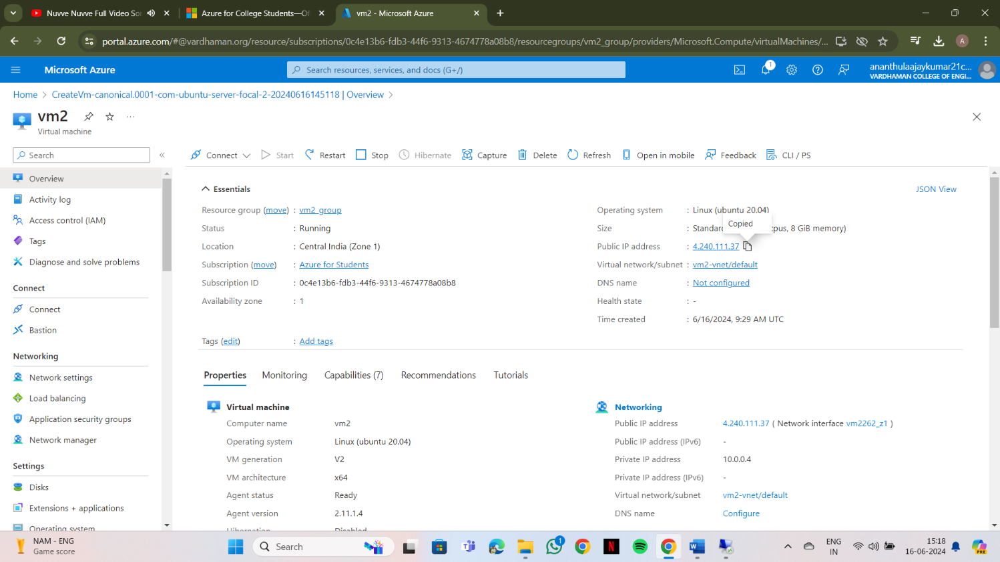 Nuvve Nuvve Full Video So
Azure for College Students—Of
vm2 - Microsoft Azure
portal.azure.com/#@vardhaman.org/resource/subscriptions/0c4e13b6-fdb3-44f6-9313-4674778a08b8/resourcegroups/vm2_group/providers/Microsoft.Compute/virtualMachines/...
A
Microsoft Azure
Search resources, services, and docs (G+/)
1
ananthulaajaykumar21c...
VARDHAMAN COLLEGE OF ENGI...
Home > CreateVm-canonical.0001-com-ubuntu-server-focal-2-20240616145118 | Overview >
vm2
Virtual machine
Search
Connect
Start
Restart
Stop
Hibernate
Capture
Delete
Refresh
Open in mobile
Feedback
CLI / PS
Overview
Activity log
Access control (IAM)
Tags
Diagnose and solve problems
Connect
Connect
Bastion
Networking
Network settings
Load balancing
Application security groups
Network manager
Settings
Disks
Extensions + applications
Operating system
Essentials
JSON View
Resource group (move) : vm2_group
Status : Running
Location : Central India (Zone 1)
Subscription (move) : Azure for Students
Subscription ID : 0c4e13b6-fdb3-44f6-9313-4674778a08b8
Availability zone : 1
Operating system : Linux (ubuntu 20.04)
Copied
Size : Standard cpus, 8 GiB memory)
Public IP address : 4.240.111.37
Virtual network/subnet : vm2-vnet/default
DNS name : Not configured
Health state : -
Time created : 6/16/2024, 9:29 AM UTC
Tags (edit) : Add tags
Properties
Monitoring
Capabilities (7)
Recommendations
Tutorials
Virtual machine
Computer name vm2
Operating system Linux (ubuntu 20.04)
VM generation V2
VM architecture x64
Agent status Ready
Agent version 2.11.1.4
Hibernation Disabled
Networking
Public IP address 4.240.111.37 ( Network interface vm2262_z1 )
Public IP address (IPv6) -
Private IP address 10.0.0.4
Private IP address (IPv6) -
Virtual network/subnet vm2-vnet/default
DNS name Configure
NAM - ENG
Game score
Search
1
N
ENG
IN
15:18
16-06-2024
PRE